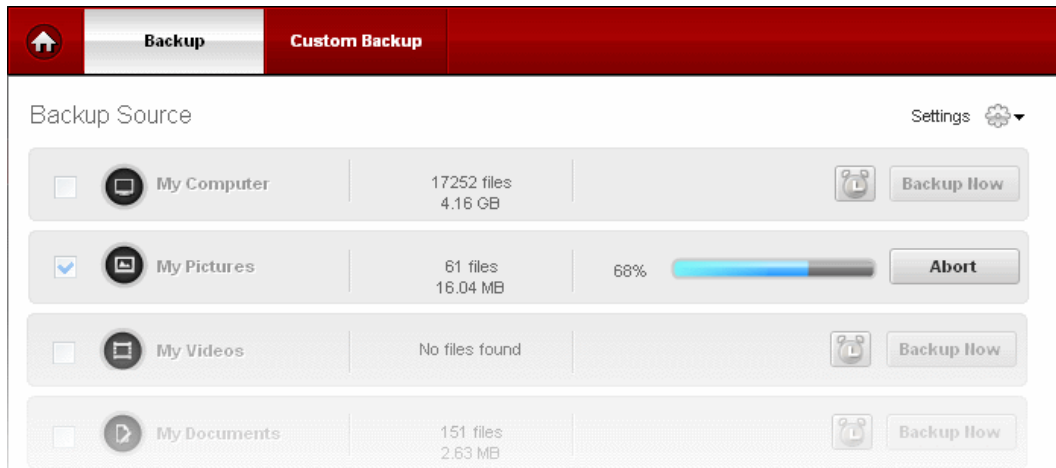 Backup
Custom Backup
Backup Source
Settings
My Computer
17252 files
4.16 GB
Backup Now
My Pictures
61 files
16.04 MB
68%
Abort
My Videos
No files found
Backup Now
My Documents
151 files
2.63 MB
Backup Now